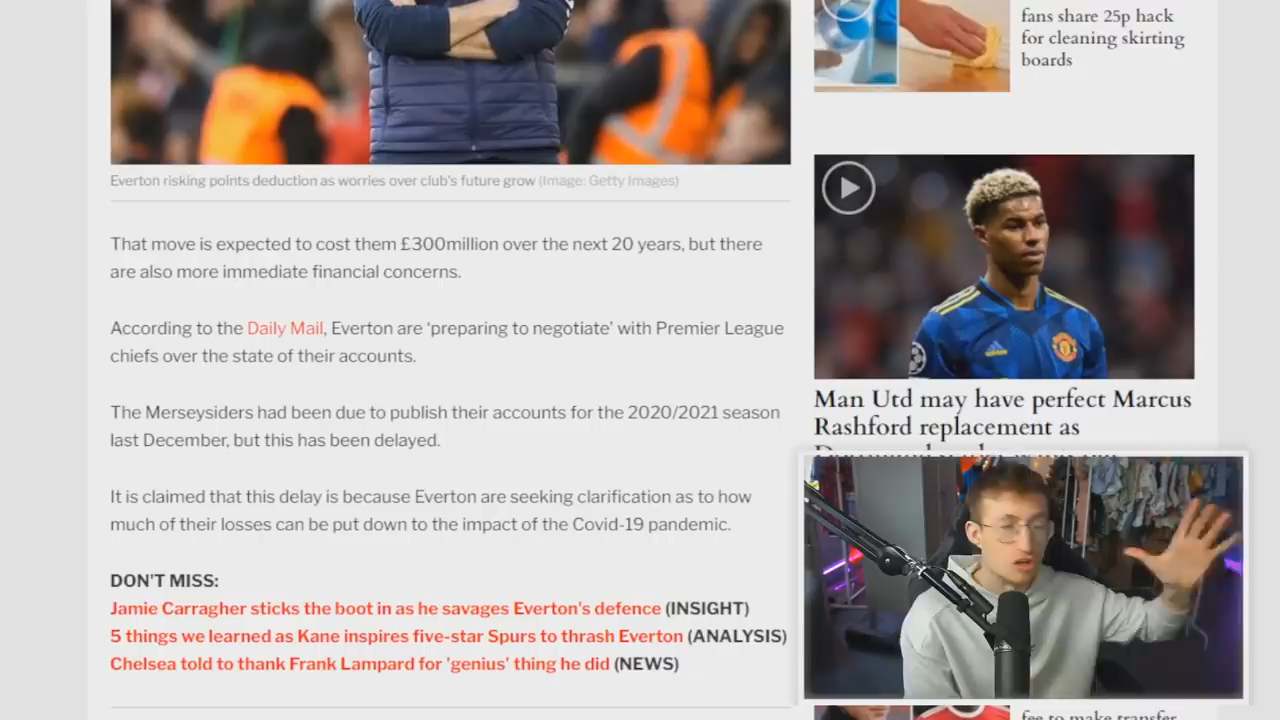 fans share 25p hack
for cleaning skirting
boards
Everton risking points deduction as worries over club's future grow (Image: Getty Images)
That move is expected to cost them £300million over the next 20 years, but there
are also more immediate financial concerns.
According to the Daily Mail, Everton are ‘preparing to negotiate’ with Premier League
chiefs over the state of their accounts.
The Merseysiders had been due to publish their accounts for the 2020/2021 season
last December, but this has been delayed.
It is claimed that this delay is because Everton are seeking clarification as to how
much of their losses can be put down to the impact of the Covid-19 pandemic.
DON'T MISS:
Jamie Carragher sticks the boot in as he savages Everton's defence (INSIGHT)
5 things we learned as Kane inspires five-star Spurs to thrash Everton (ANALYSIS)
Chelsea told to thank Frank Lampard for 'genius' thing he did (NEWS)
Man Utd may have perfect Marcus
Rashford replacement as
fee to make transfer